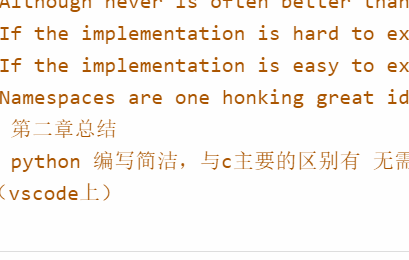 Although never is often better than
If the implementation is hard to ex
If the implementation is easy to ex
Namespaces are one honking great id
第二章总结
python 编写简洁，与c主要的区别有 无需
（vscode上）